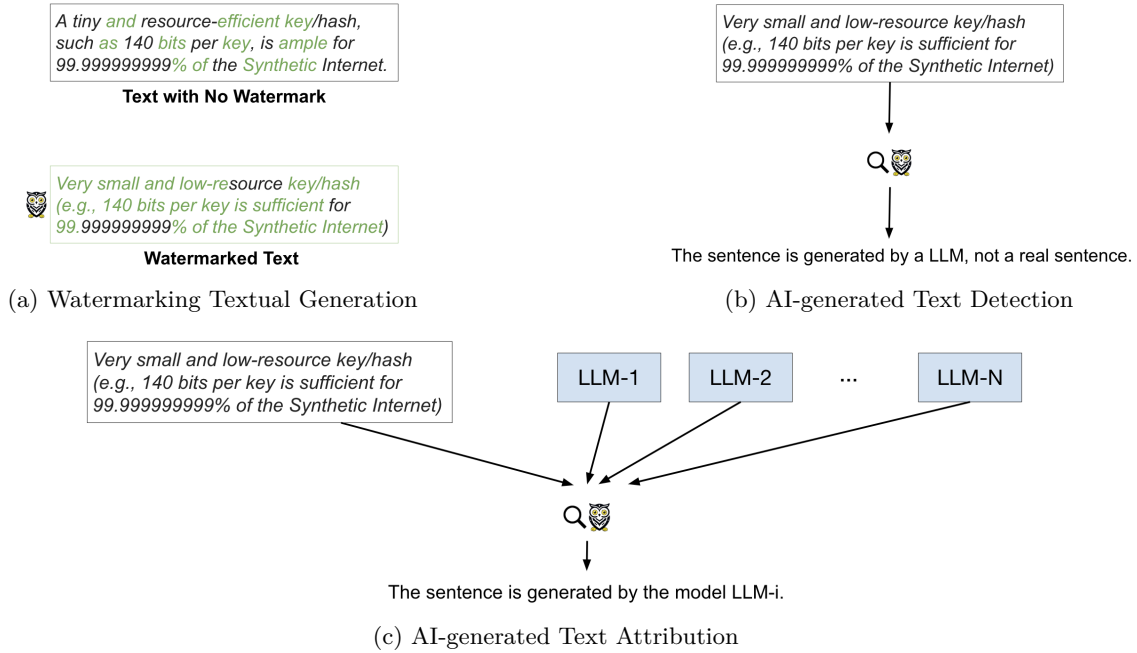 A tiny and resource-efficient key/hash,
such as 140 bits per key, is ample for
99.999999999% of the Synthetic Internet.
Text with No Watermark
Very small and low-resource key/hash
(e.g., 140 bits per key is sufficient for
99.999999999% of the Synthetic Internet)
Watermarked Text
(a) Watermarking Textual Generation
Very small and low-resource key/hash
(e.g., 140 bits per key is sufficient for
99.999999999% of the Synthetic Internet)
The sentence is generated by a LLM, not a real sentence.
(b) AI-generated Text Detection
Very small and low-resource key/hash
(e.g., 140 bits per key is sufficient for
99.999999999% of the Synthetic Internet)
LLM-1
LLM-2
...
LLM-N
The sentence is generated by the model LLM-i.
(c) AI-generated Text Attribution